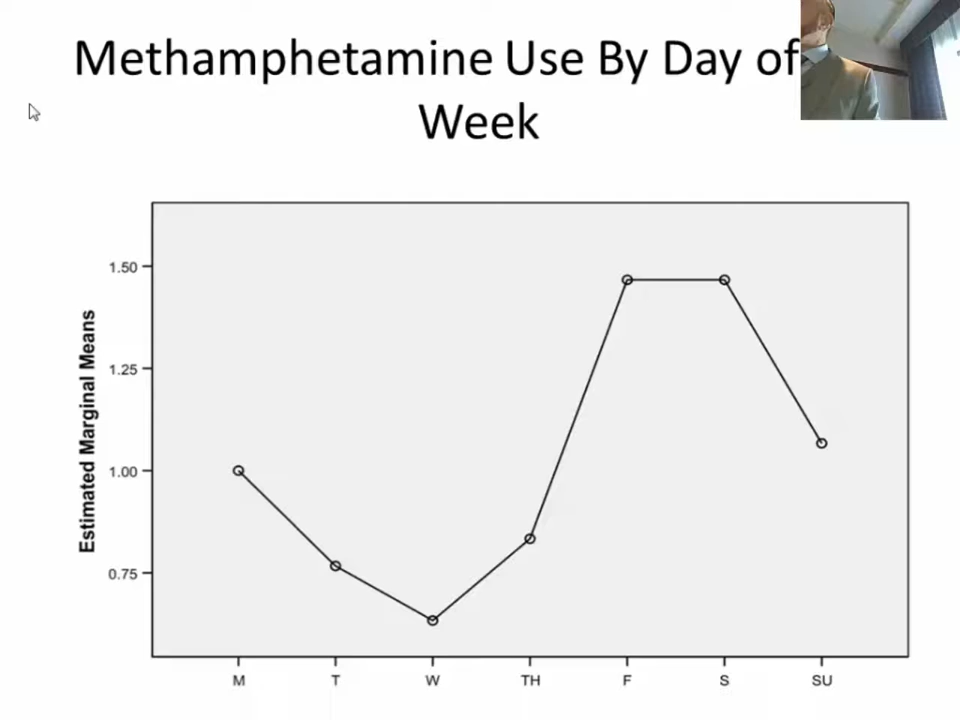 Methamphetamine Use By Day of
Week
Estimated Marginal Means
1.50
1.25
1.00
0.75
M T W TH F S SU